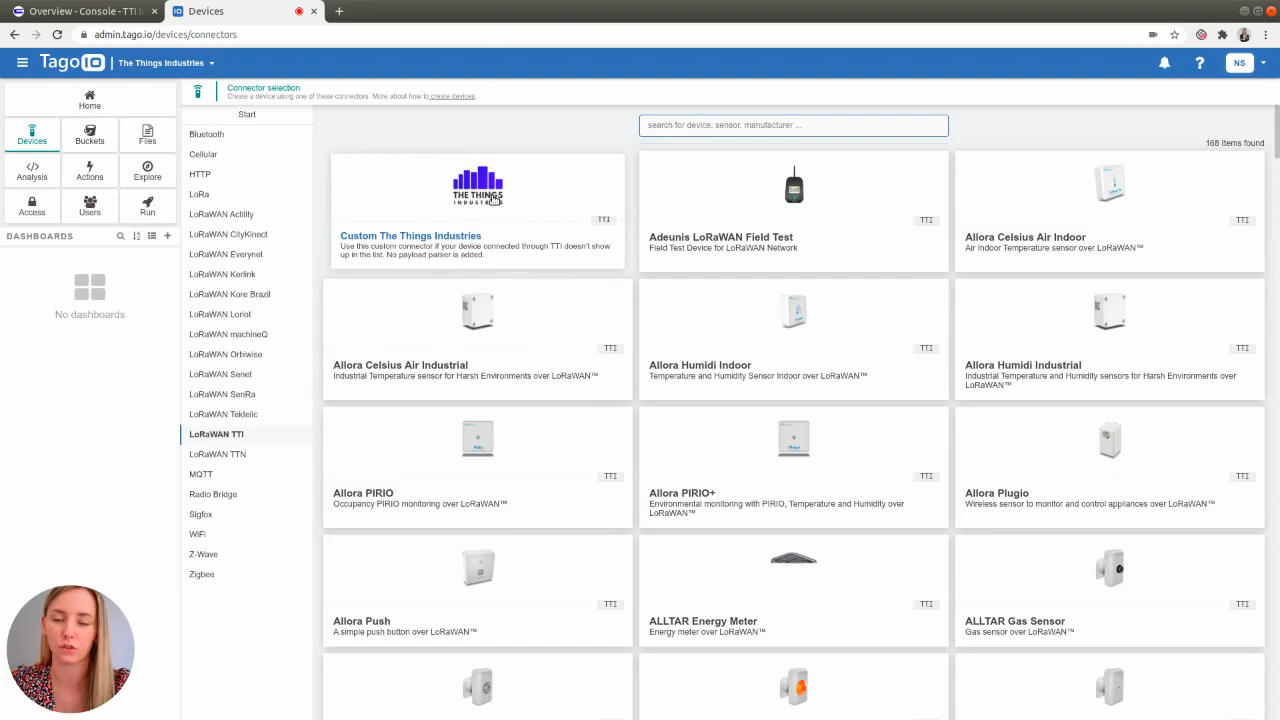 Overview - Console - TTI
Devices
admin.tago.io/devices/connectors
TagoIO
The Things Industries
NS
Home
Devices
Buckets
Files
Analysis
Actions
Explore
Access
Users
Run
DASHBOARDS
No dashboards
Connector selection
Create a device using one of these connectors. More about how to create devices.
Start
Bluetooth
Cellular
HTTP
LoRa
LoRaWAN Actility
LoRaWAN CityKinect
LoRaWAN Everynet
LoRaWAN Kerlink
LoRaWAN Kore Brazil
LoRaWAN Loriot
LoRaWAN machineQ
LoRaWAN Orbiwise
LoRaWAN Senet
LoRaWAN SenRa
LoRaWAN Tektelic
LoRaWAN TTI
LoRaWAN TTN
MQTT
Radio Bridge
Sigfox
WiFi
Z-Wave
Zigbee
search for device, sensor, manufacturer ...
168 items found
THE THINGS
INDUSTRIES
TTI
Custom The Things Industries
Use this custom connector if your device connected through TTI doesn't show
up in the list. No payload parser is added.
TTI
Adeunis LoRaWAN Field Test
Field Test Device for LoRaWAN Network
TTI
Allora Celsius Air Indoor
Air Indoor Temperature sensor over LoRaWAN™
TTI
Allora Celsius Air Industrial
Industrial Temperature sensor for Harsh Environments over LoRaWAN™
TTI
Allora Humidi Indoor
Temperature and Humidity Sensor Indoor over LoRaWAN™
TTI
Allora Humidi Industrial
Industrial Temperature and Humidity sensors for Harsh Environments over
LoRaWAN™
TTI
Allora PIRIO
Occupancy PIRIO monitoring over LoRaWAN™
TTI
Allora PIRIO+
Environmental monitoring with PIRIO, Temperature and Humidity over
LoRaWAN™
TTI
Allora Plugio
Wireless sensor to monitor and control appliances over LoRaWAN™
TTI
Allora Push
A simple push button over LoRaWAN™
TTI
ALLTAR Energy Meter
Energy meter over LoRaWAN™
TTI
ALLTAR Gas Sensor
Gas sensor over LoRaWAN™